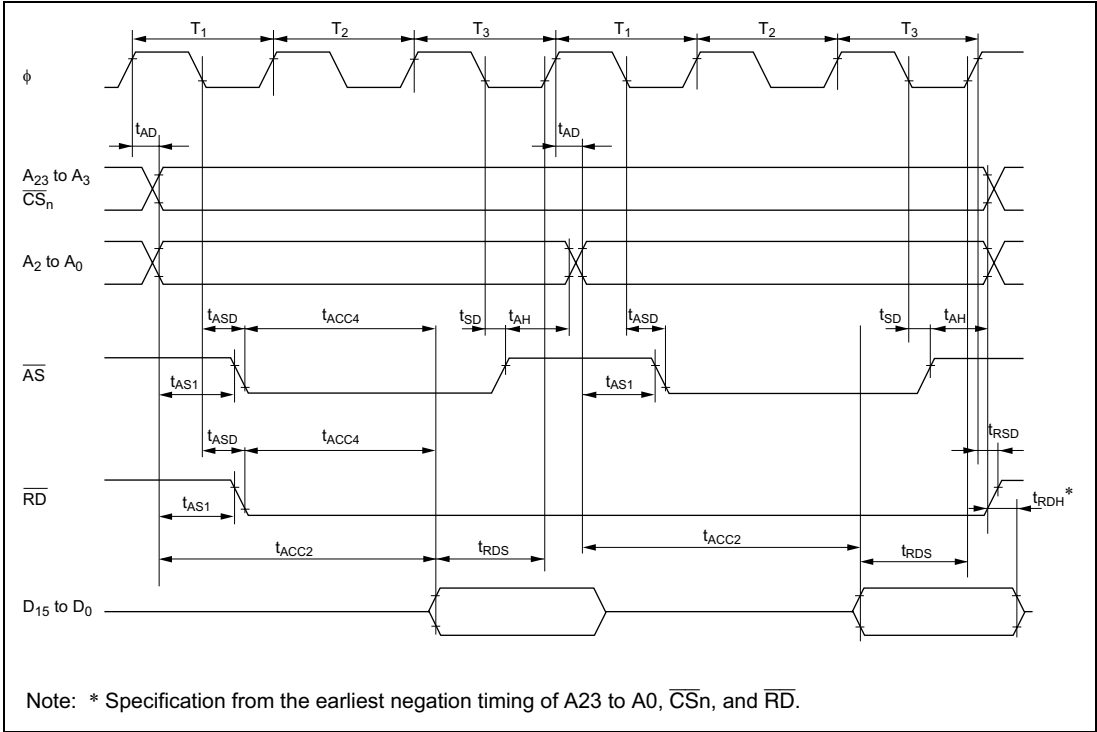 T1 T2 T3 T1 T2 T3
ϕ
tAD tAD
A23 to A3
CSn
A2 to A0
tASD tACC4 tSD tAH tASD tSD tAH
AS
tAS1 tAS1
tASD tACC4 tRSD
RD
tAS1 tRDH*
tACC2 tRDS tACC2 tRDS
D15 to D0
Note: * Specification from the earliest negation timing of A23 to A0, CSn, and RD.